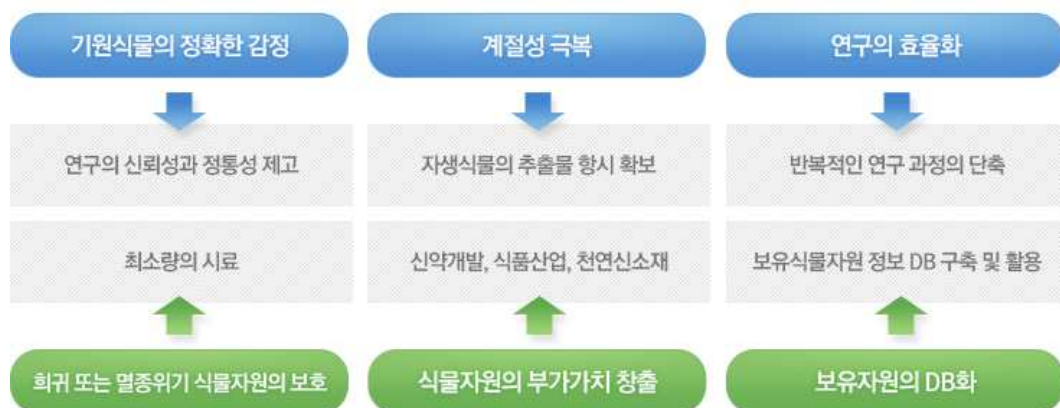 기원식물의 정확한 감정
계절성 극복
연구의 효율화
연구의 신뢰성과 정통성 제고
자생식물의 추출물 항시 확보
반복적인 연구 과정의 단축
최소량의 시료
신약개발, 식품산업, 천연신소재
보유식물자원 정보 DB 구축 및 활용
희귀 또는 멸종위기 식물자원의 보호
식물자원의 부가가치 창출
보유자원의 DB화